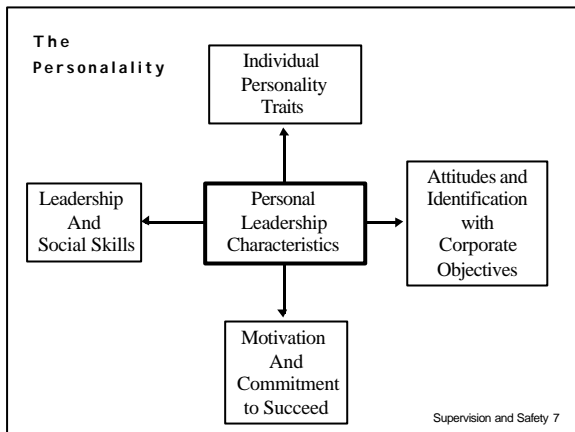 The
Personalality
Individual
Personality
Traits
Leadership
And
Social Skills
Personal
Leadership
Characteristics
Attitudes and
Identification
with
Corporate
Objectives
Motivation
And
Commitment
to Succeed
Supervision and Safety 7